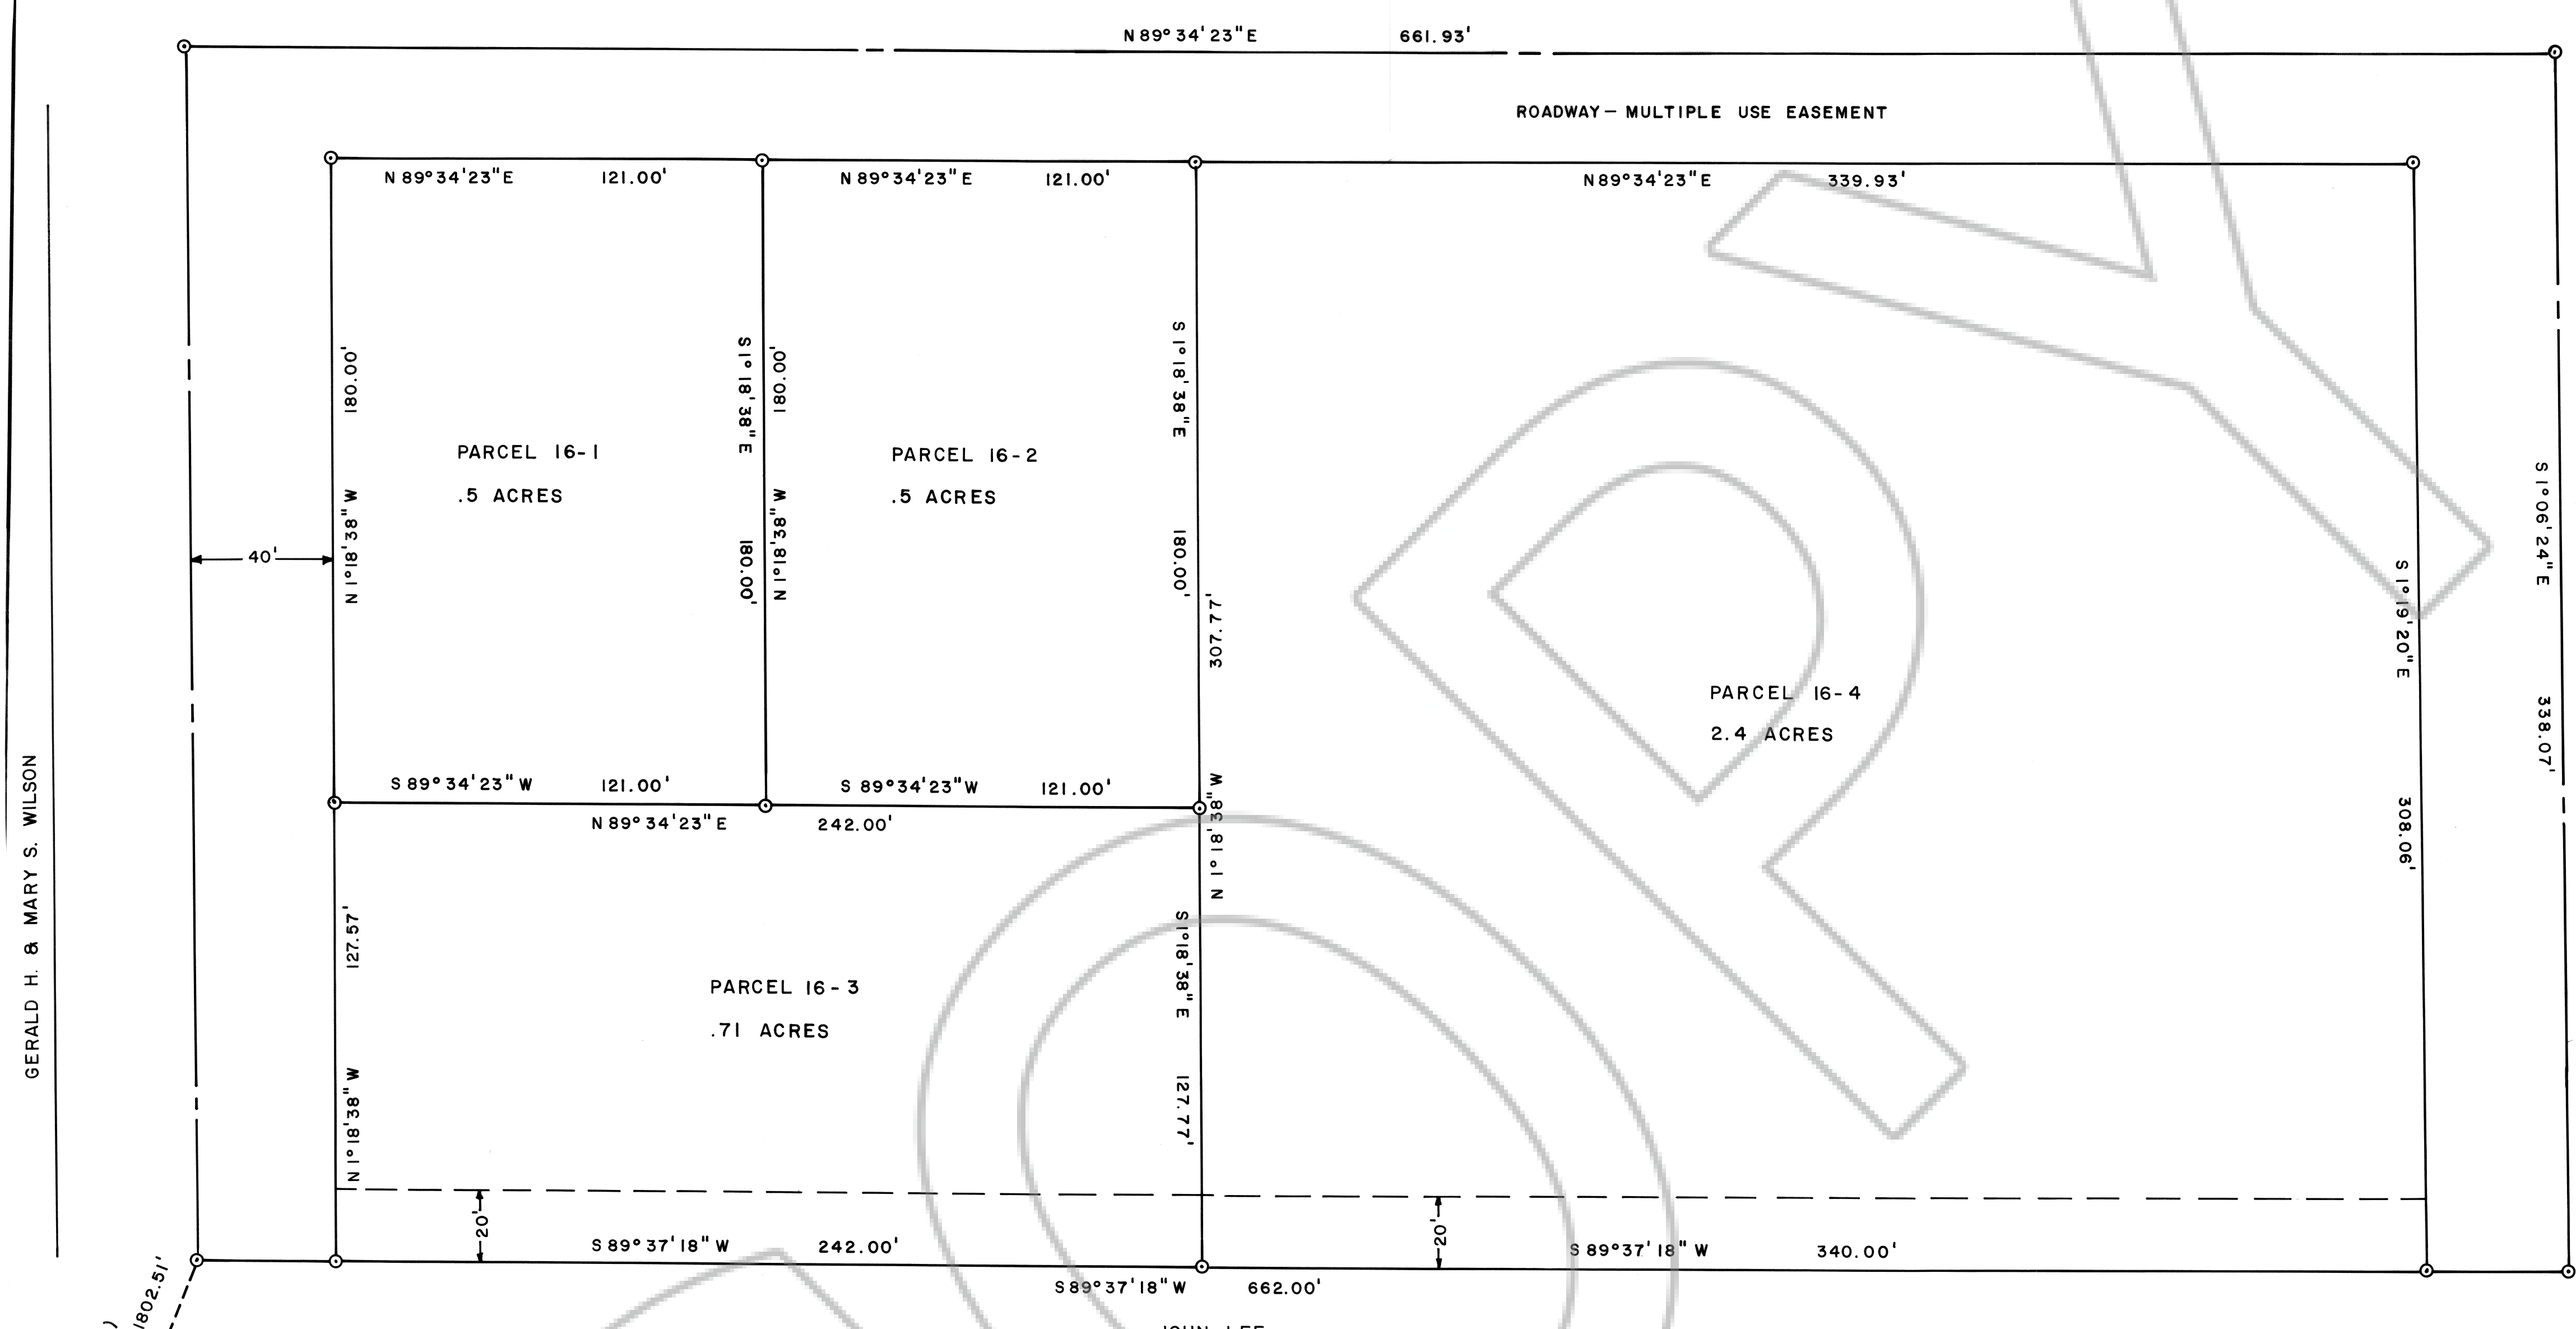 N 89° 34' 23" E 661.93'
ROADWAY — MULTIPLE USE EASEMENT
N 89° 34' 23" E 121.00'
N 89° 34' 23" E 121.00'
N 89° 34' 23" E 339.93'
N 1° 18' 38" W 180.00'
PARCEL 16-1
.5 ACRES
S 1° 18' 38" E 180.00'
N 1° 18' 38" W 180.00'
PARCEL 16-2
.5 ACRES
S 1° 18' 38" E 180.00'
N 1° 18' 38" W 307.77'
PARCEL 16-4
2.4 ACRES
S 1° 19' 20" E 308.06'
S 1° 06' 24" E 338.07'
40'
S 89° 34' 23" W 121.00'
S 89° 34' 23" W 121.00'
N 89° 34' 23" E 242.00'
GERALD H. & MARY S. WILSON
N 1° 18' 38" W 127.57'
PARCEL 16-3
.71 ACRES
S 1° 18' 38" E 127.77'
20'
20'
S 89° 37' 18" W 242.00'
S 89° 37' 18" W 340.00'
S 89° 37' 18" W 662.00'
1802.51'
JOHN LEE
OPY